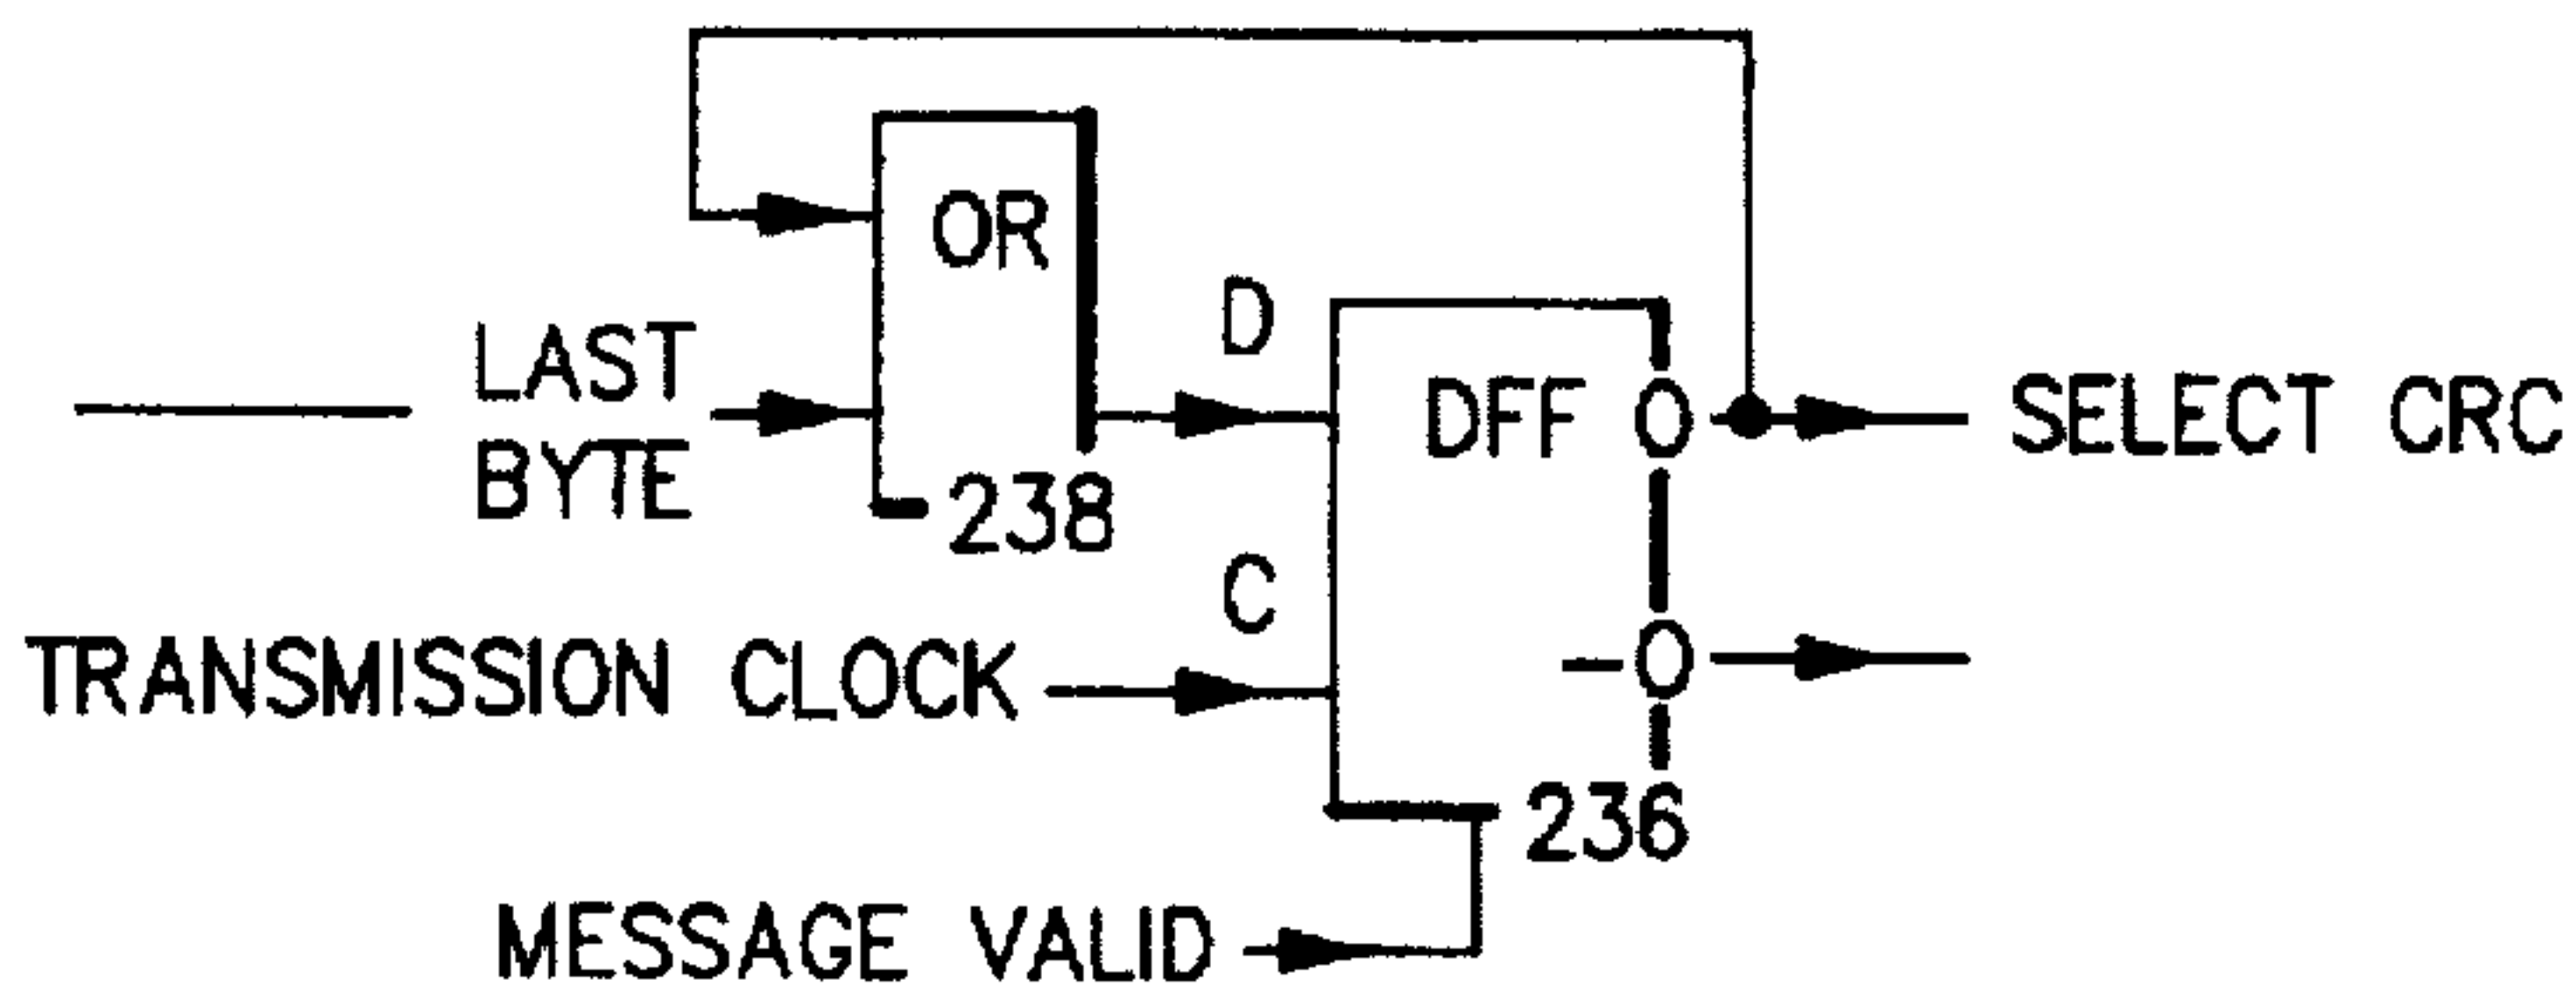 OR
D
LAST
BYTE
DFF O
SELECT CRC
238
C
TRANSMISSION CLOCK
-O
236
MESSAGE VALID